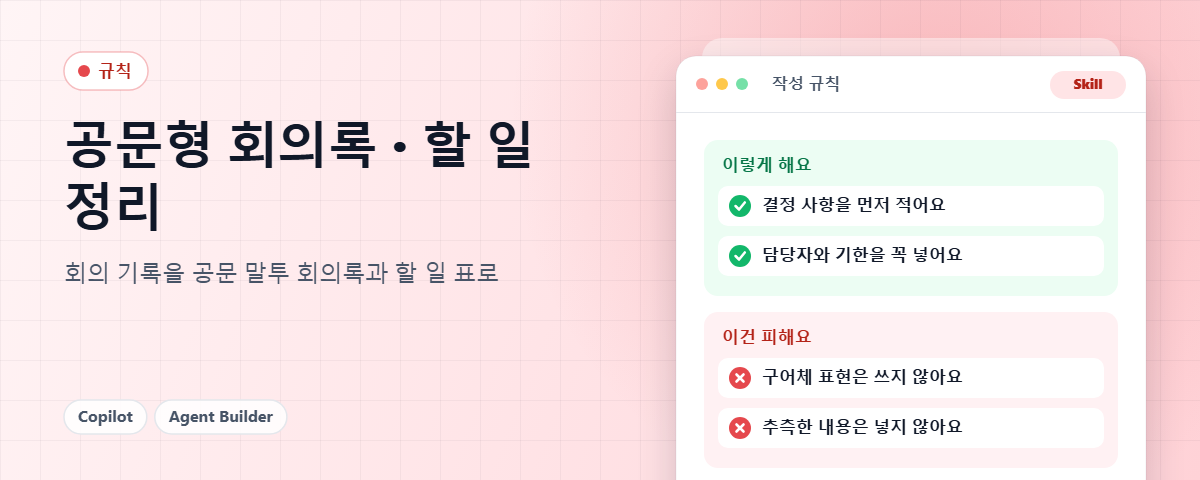 규칙
공문형 회의록 · 할 일
정리
회의 기록을 공문 말투 회의록과 할 일 표로
Copilot
Agent Builder
작성 규칙
Skill
이렇게 해요
결정 사항을 먼저 적어요
담당자와 기한을 꼭 넣어요
이건 피해요
구어체 표현은 쓰지 않아요
추측한 내용은 넣지 않아요